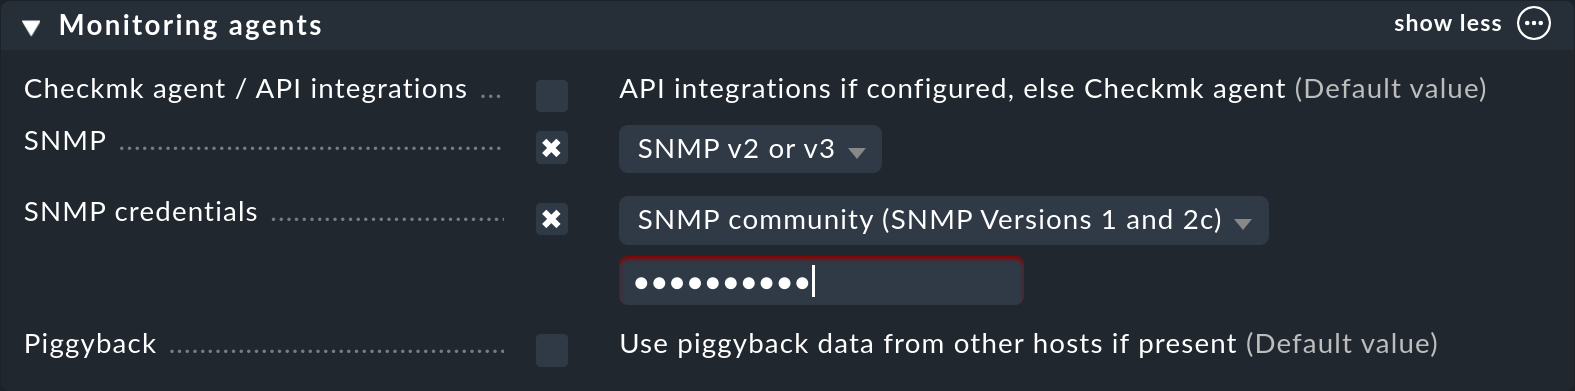 Monitoring agents show less
Checkmk agent / API integrations ... API integrations if configured, else Checkmk agent (Default value)
SNMP SNMP v2 or v3
SNMP credentials SNMP community (SNMP Versions 1 and 2c)
••••••••••
Piggyback Use piggyback data from other hosts if present (Default value)